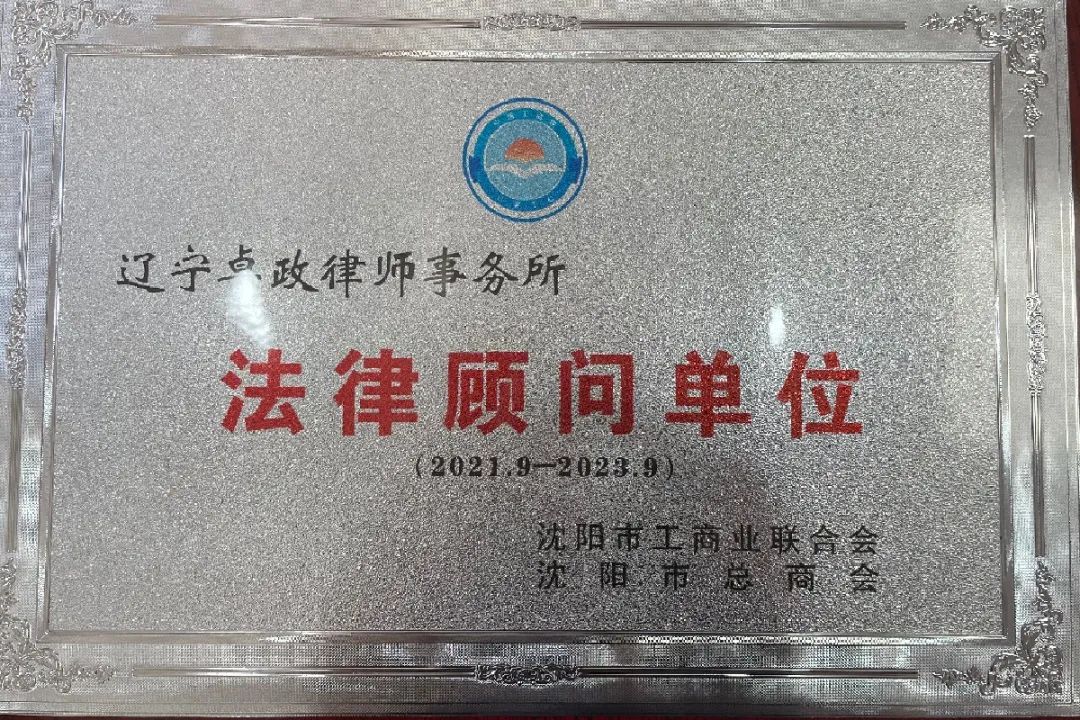 辽宁卓政律师事务所
法律顾问单位
(2021.9—2023.9)
沈阳市工商业联合会
沈阳市总商会